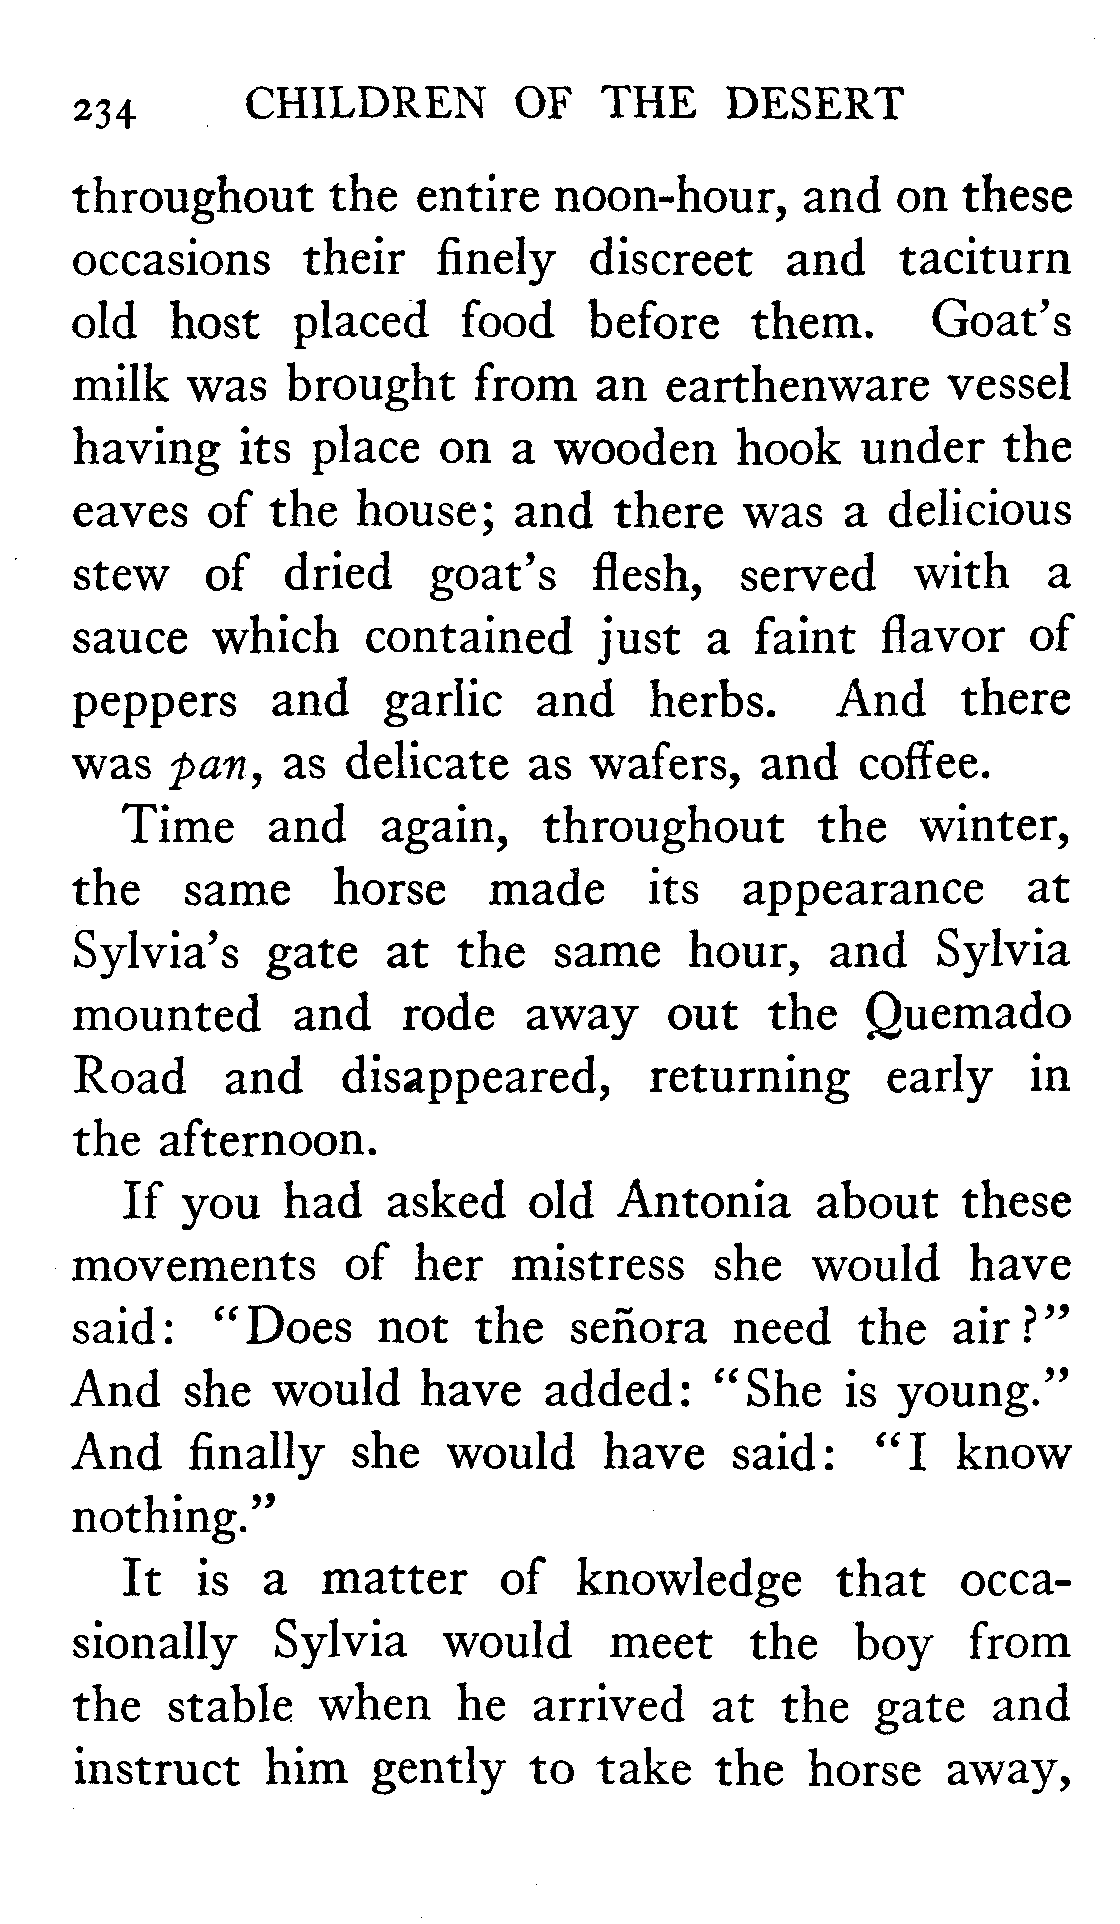 234 CHILDREN OF THE DESERT
throughout the entire noon-hour, and on these
occasions their finely discreet and taciturn
old host placed food before them. Goat's
milk was brought from an earthenware vessel
having its place on a wooden hook under the
eaves of the house; and there was a delicious
stew of dried goat's flesh, served with a
sauce which contained just a faint flavor of
peppers and garlic and herbs. And there
was pan, as delicate as wafers, and coffee.
Time and again, throughout the winter,
the same horse made its appearance at
Sylvia's gate at the same hour, and Sylvia
mounted and rode away out the Quemado
Road and disappeared, returning early in
the afternoon.
If you had asked old Antonia about these
movements of her mistress she would have
said: "Does not the señora need the air?"
And she would have added: "She is young."
And finally she would have said: "I know
nothing."
It is a matter of knowledge that occa-
sionally Sylvia would meet the boy from
the stable when he arrived at the gate and
instruct him gently to take the horse away,